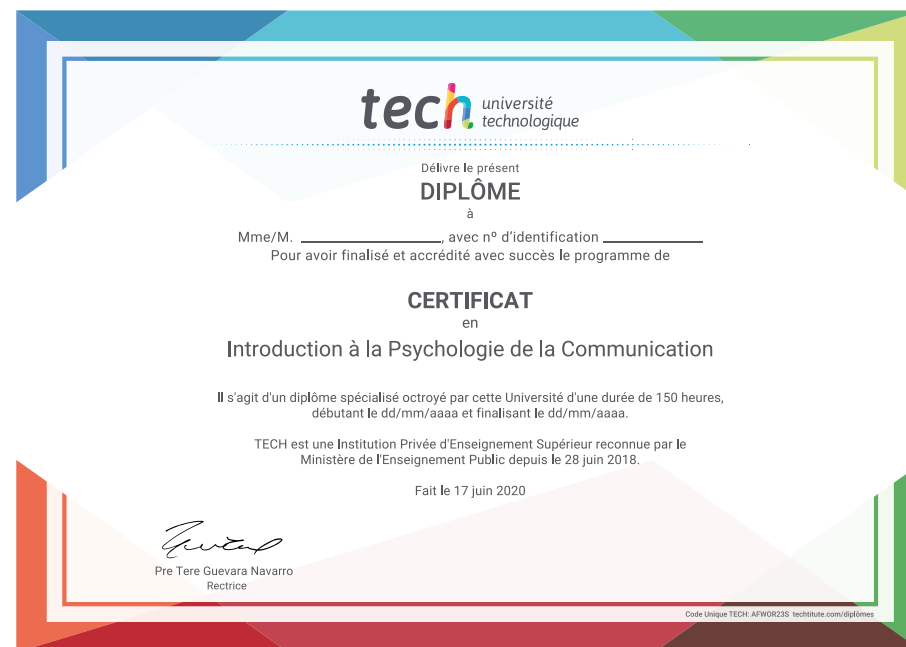 tech université
technologique
Délivre le présent
DIPLÔME
à
Mme/M. ____________________, avec nº d'identification ______________
Pour avoir finalisé et accrédité avec succès le programme de
CERTIFICAT
en
Introduction à la Psychologie de la Communication
Il s'agit d'un diplôme spécialisé octroyé par cette Université d'une durée de 150 heures,
débutant le dd/mm/aaaa et finalisant le dd/mm/aaaa.
TECH est une Institution Privée d'Enseignement Supérieur reconnue par le
Ministère de l'Enseignement Public depuis le 28 juin 2018.
Fait le 17 juin 2020
Pre Tere Guevara Navarro
Rectrice
Code Unique TECH: AFWOR23S techtitute.com/diplômes